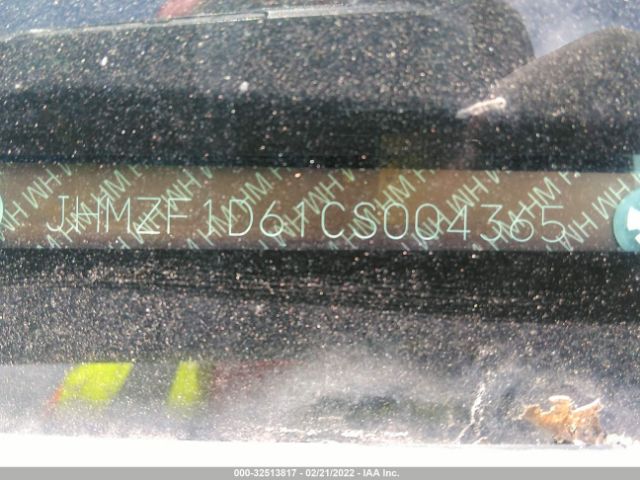 JHMZF1D61CS004365
000-32513817 - 02/21/2022 - IAA Inc.